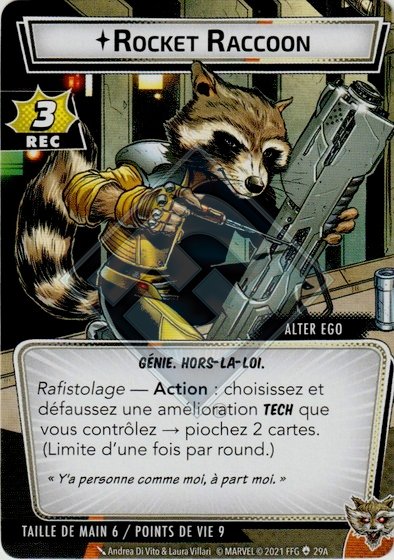 ROCKET RACCOON
3
REC
ALTER EGO
GÉNIE. HORS-LA-LOI.
Rafistolage — Action : choisissez et
défaussez une amélioration TECH que
vous contrôlez → piochez 2 cartes.
(Limite d'une fois par round.)
« Y'a personne comme moi, à part moi. »
Andrea Di Vito & Laura Villari © MARVEL © 2021 FFG 29A
TAILLE DE MAIN 6 / POINTS DE VIE 9